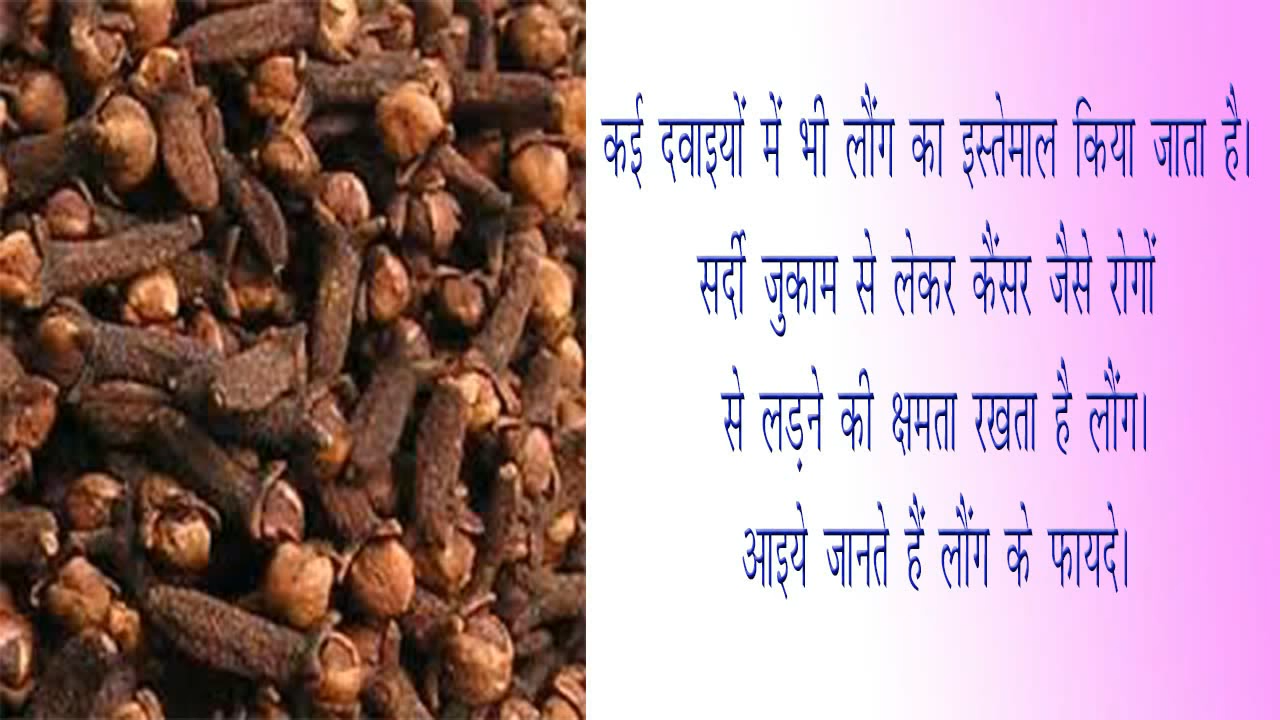 कई दवाइयों में भी लौंग का इस्तेमाल किया जाता है।
सर्दी जुकाम से लेकर कैंसर जैसे रोगों
से लड़ने की क्षमता रखता है लौंग।
आइये जानते हैं लौंग के फायदे।